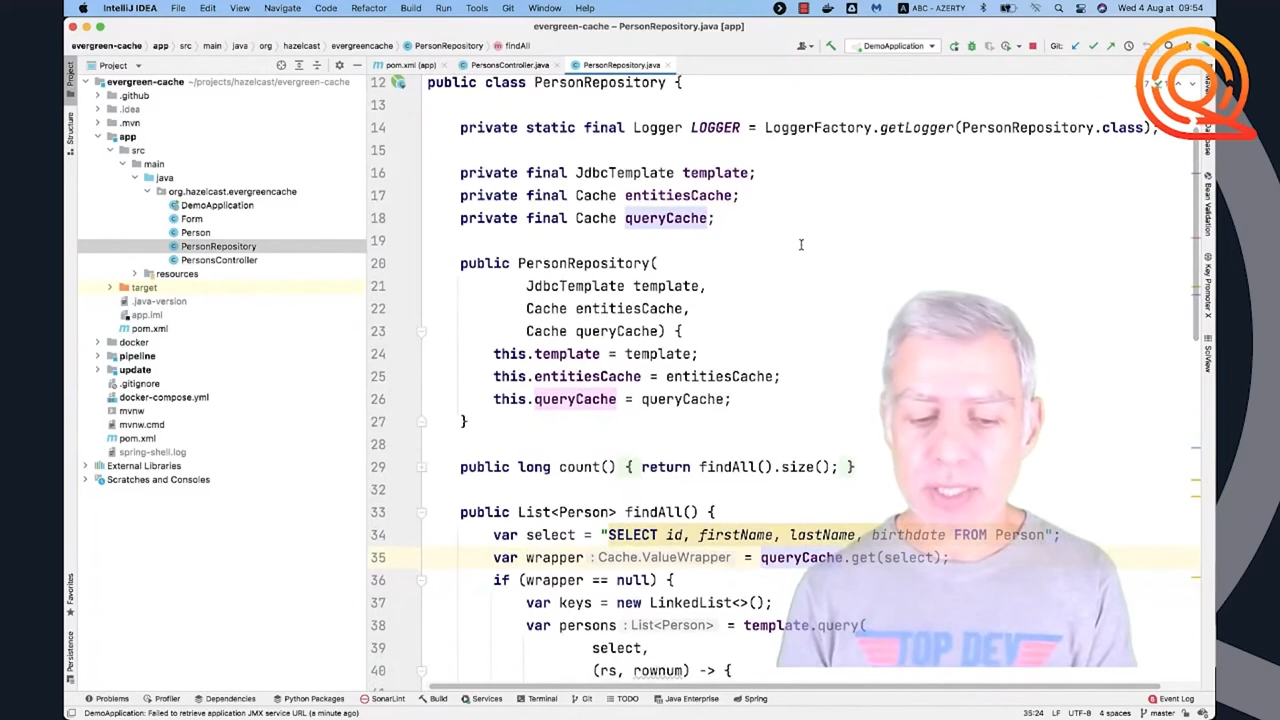 IntelliJ IDEA File Edit View Navigate Code Refactor Build Run Tools Git Window Help ABC - AZERTY Wed 4 Aug at 09:54
evergreen-cache – PersonRepository.java [app]
evergreen-cache app src main java org hazelcast evergreencache PersonRepository findAll DemoApplication Git:
Project pom.xml (app) PersonsController.java PersonRepository.java
evergreen-cache ~/projects/hazelcast/evergreen-cache
.github
.idea
.mvn
app
src
main
java
org.hazelcast.evergreencache
DemoApplication
Form
Person
PersonRepository
PersonsController
resources
target
.java-version
app.iml
pom.xml
docker
pipeline
update
.gitignore
docker-compose.yml
mvnw
mvnw.cmd
pom.xml
spring-shell.log
External Libraries
Scratches and Consoles
Project
Structure
Favorites
Persistence
12 public class PersonRepository {
13
14 private static final Logger LOGGER = LoggerFactory.getLogger(PersonRepository.class);
15
16 private final JdbcTemplate template;
17 private final Cache entitiesCache;
18 private final Cache queryCache;
19
20 public PersonRepository(
21 JdbcTemplate template,
22 Cache entitiesCache,
23 Cache queryCache) {
24 this.template = template;
25 this.entitiesCache = entitiesCache;
26 this.queryCache = queryCache;
27 }
28
29 public long count() { return findAll().size(); }
32
33 public List<Person> findAll() {
34 var select = "SELECT id, firstName, lastName, birthdate FROM Person";
35 var wrapper : Cache.ValueWrapper = queryCache.get(select);
36 if (wrapper == null) {
37 var keys = new LinkedList<>();
38 var persons : List<Person> = template.query(
39 select,
40 (rs, rownum) -> {
Bean Validation
Key Promoter X
SciView
Problems Profiler Dependencies Python Packages SonarLint Build Services Terminal Git TODO Java Enterprise Spring Event Log
DemoApplication: Failed to retrieve application JMX service URL (a minute ago) 35:24 LF UTF-8 4 spaces master